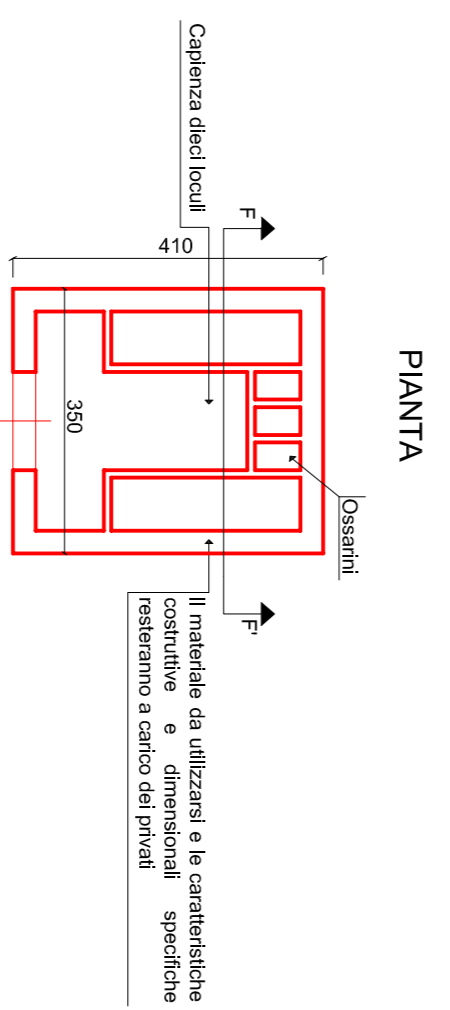 PIANTA
Ossarini
F
F'
410
350
Capienza dieci loculi
Il materiale da utilizzarsi e le caratteristiche
costruttive e dimensionali specifiche
resteranno a carico dei privati